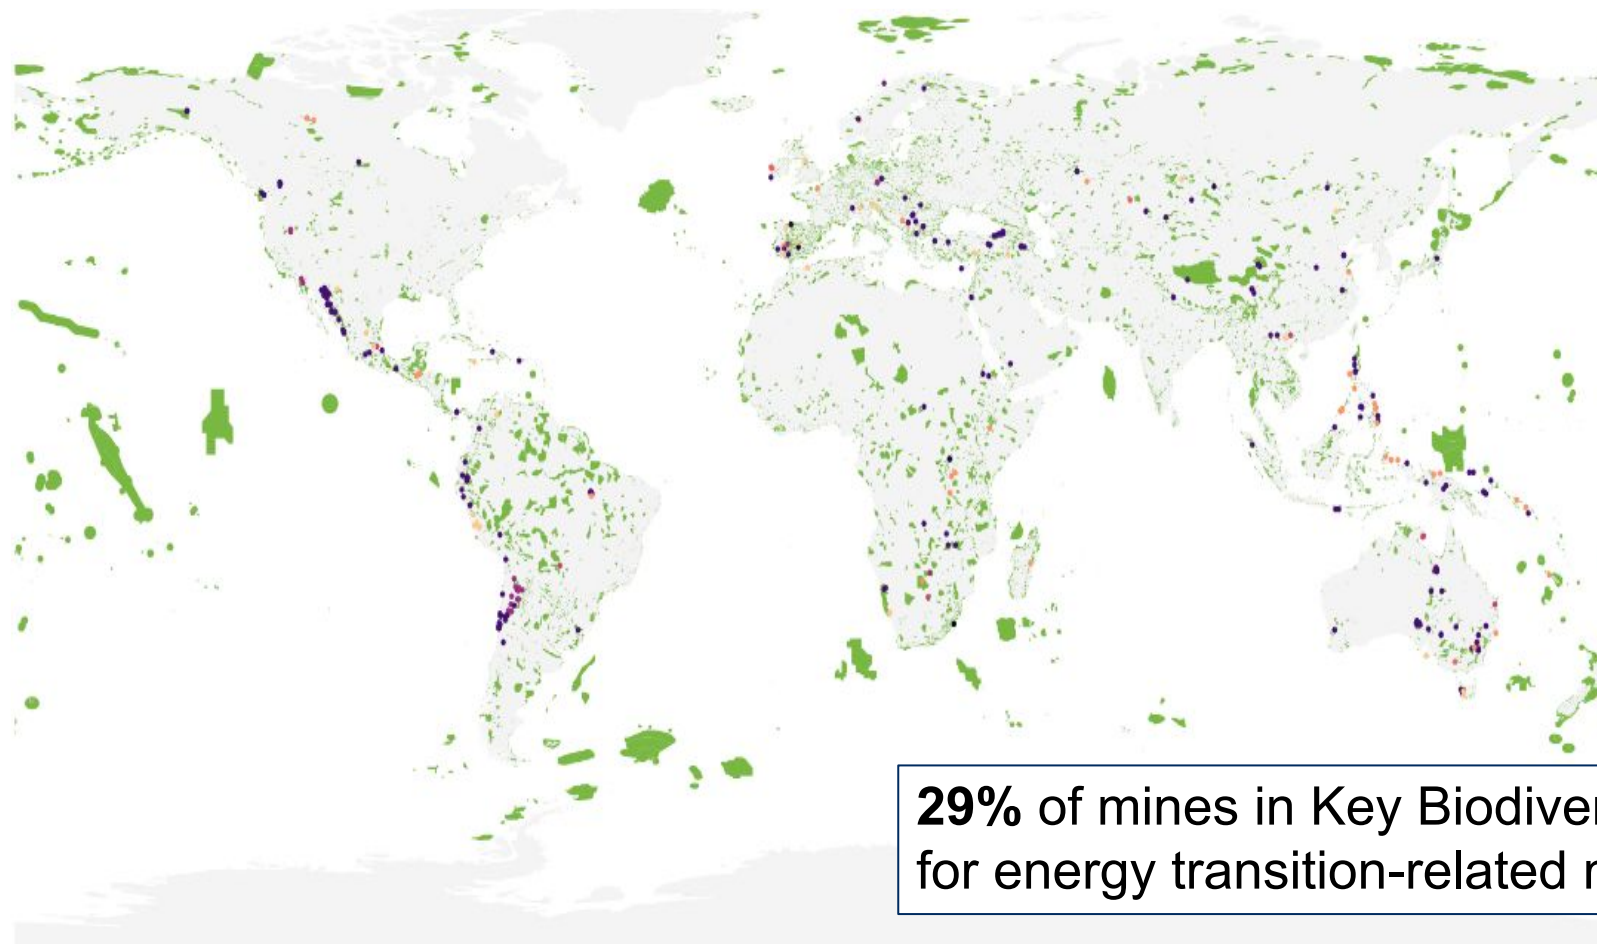 29% of mines in Key Biodiver
for energy transition-related